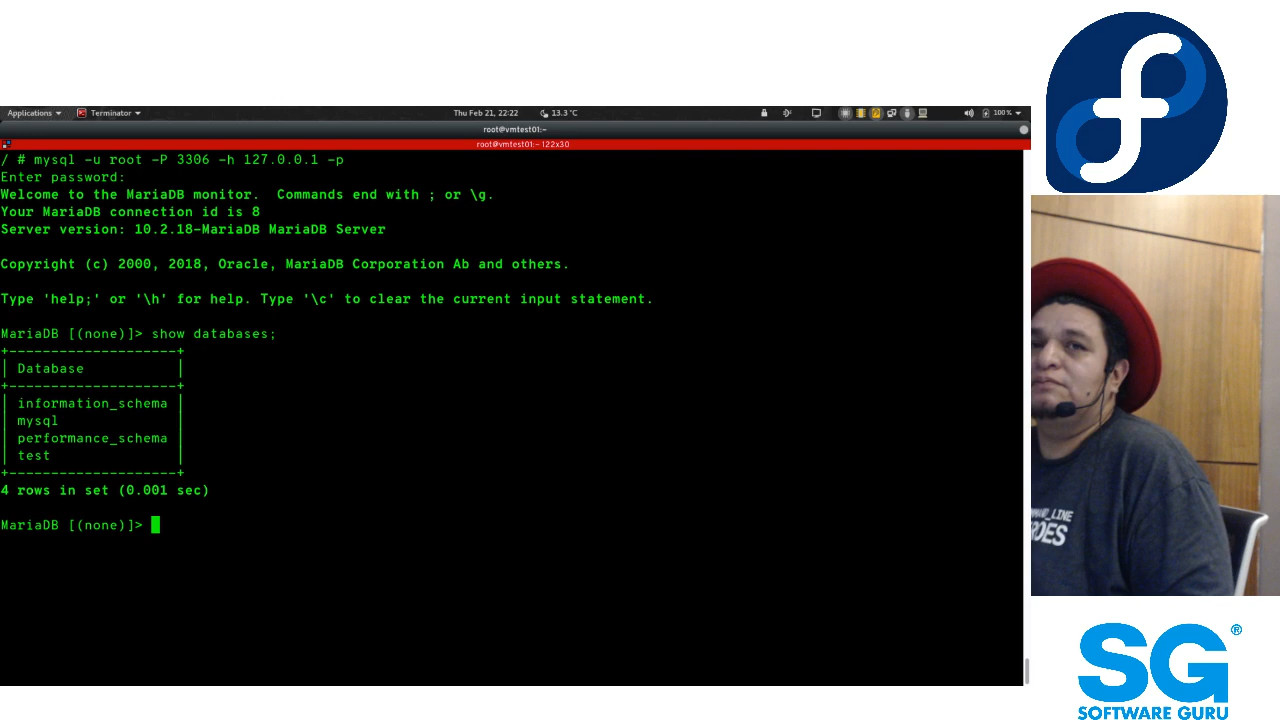 Applications
Terminator
Thu Feb 21, 22:22
13.3 °C
100 %
root@vmtest01:~
root@vmtest01:~ 122x30
/ # mysql -u root -P 3306 -h 127.0.0.1 -p
Enter password:
Welcome to the MariaDB monitor.  Commands end with ; or \g.
Your MariaDB connection id is 8
Server version: 10.2.18-MariaDB MariaDB Server
Copyright (c) 2000, 2018, Oracle, MariaDB Corporation Ab and others.
Type 'help;' or '\h' for help. Type '\c' to clear the current input statement.
MariaDB [(none)]> show databases;
+--------------------+
| Database           |
+--------------------+
| information_schema |
| mysql              |
| performance_schema |
| test               |
+--------------------+
4 rows in set (0.001 sec)
MariaDB [(none)]>
SG®
SOFTWARE GURU